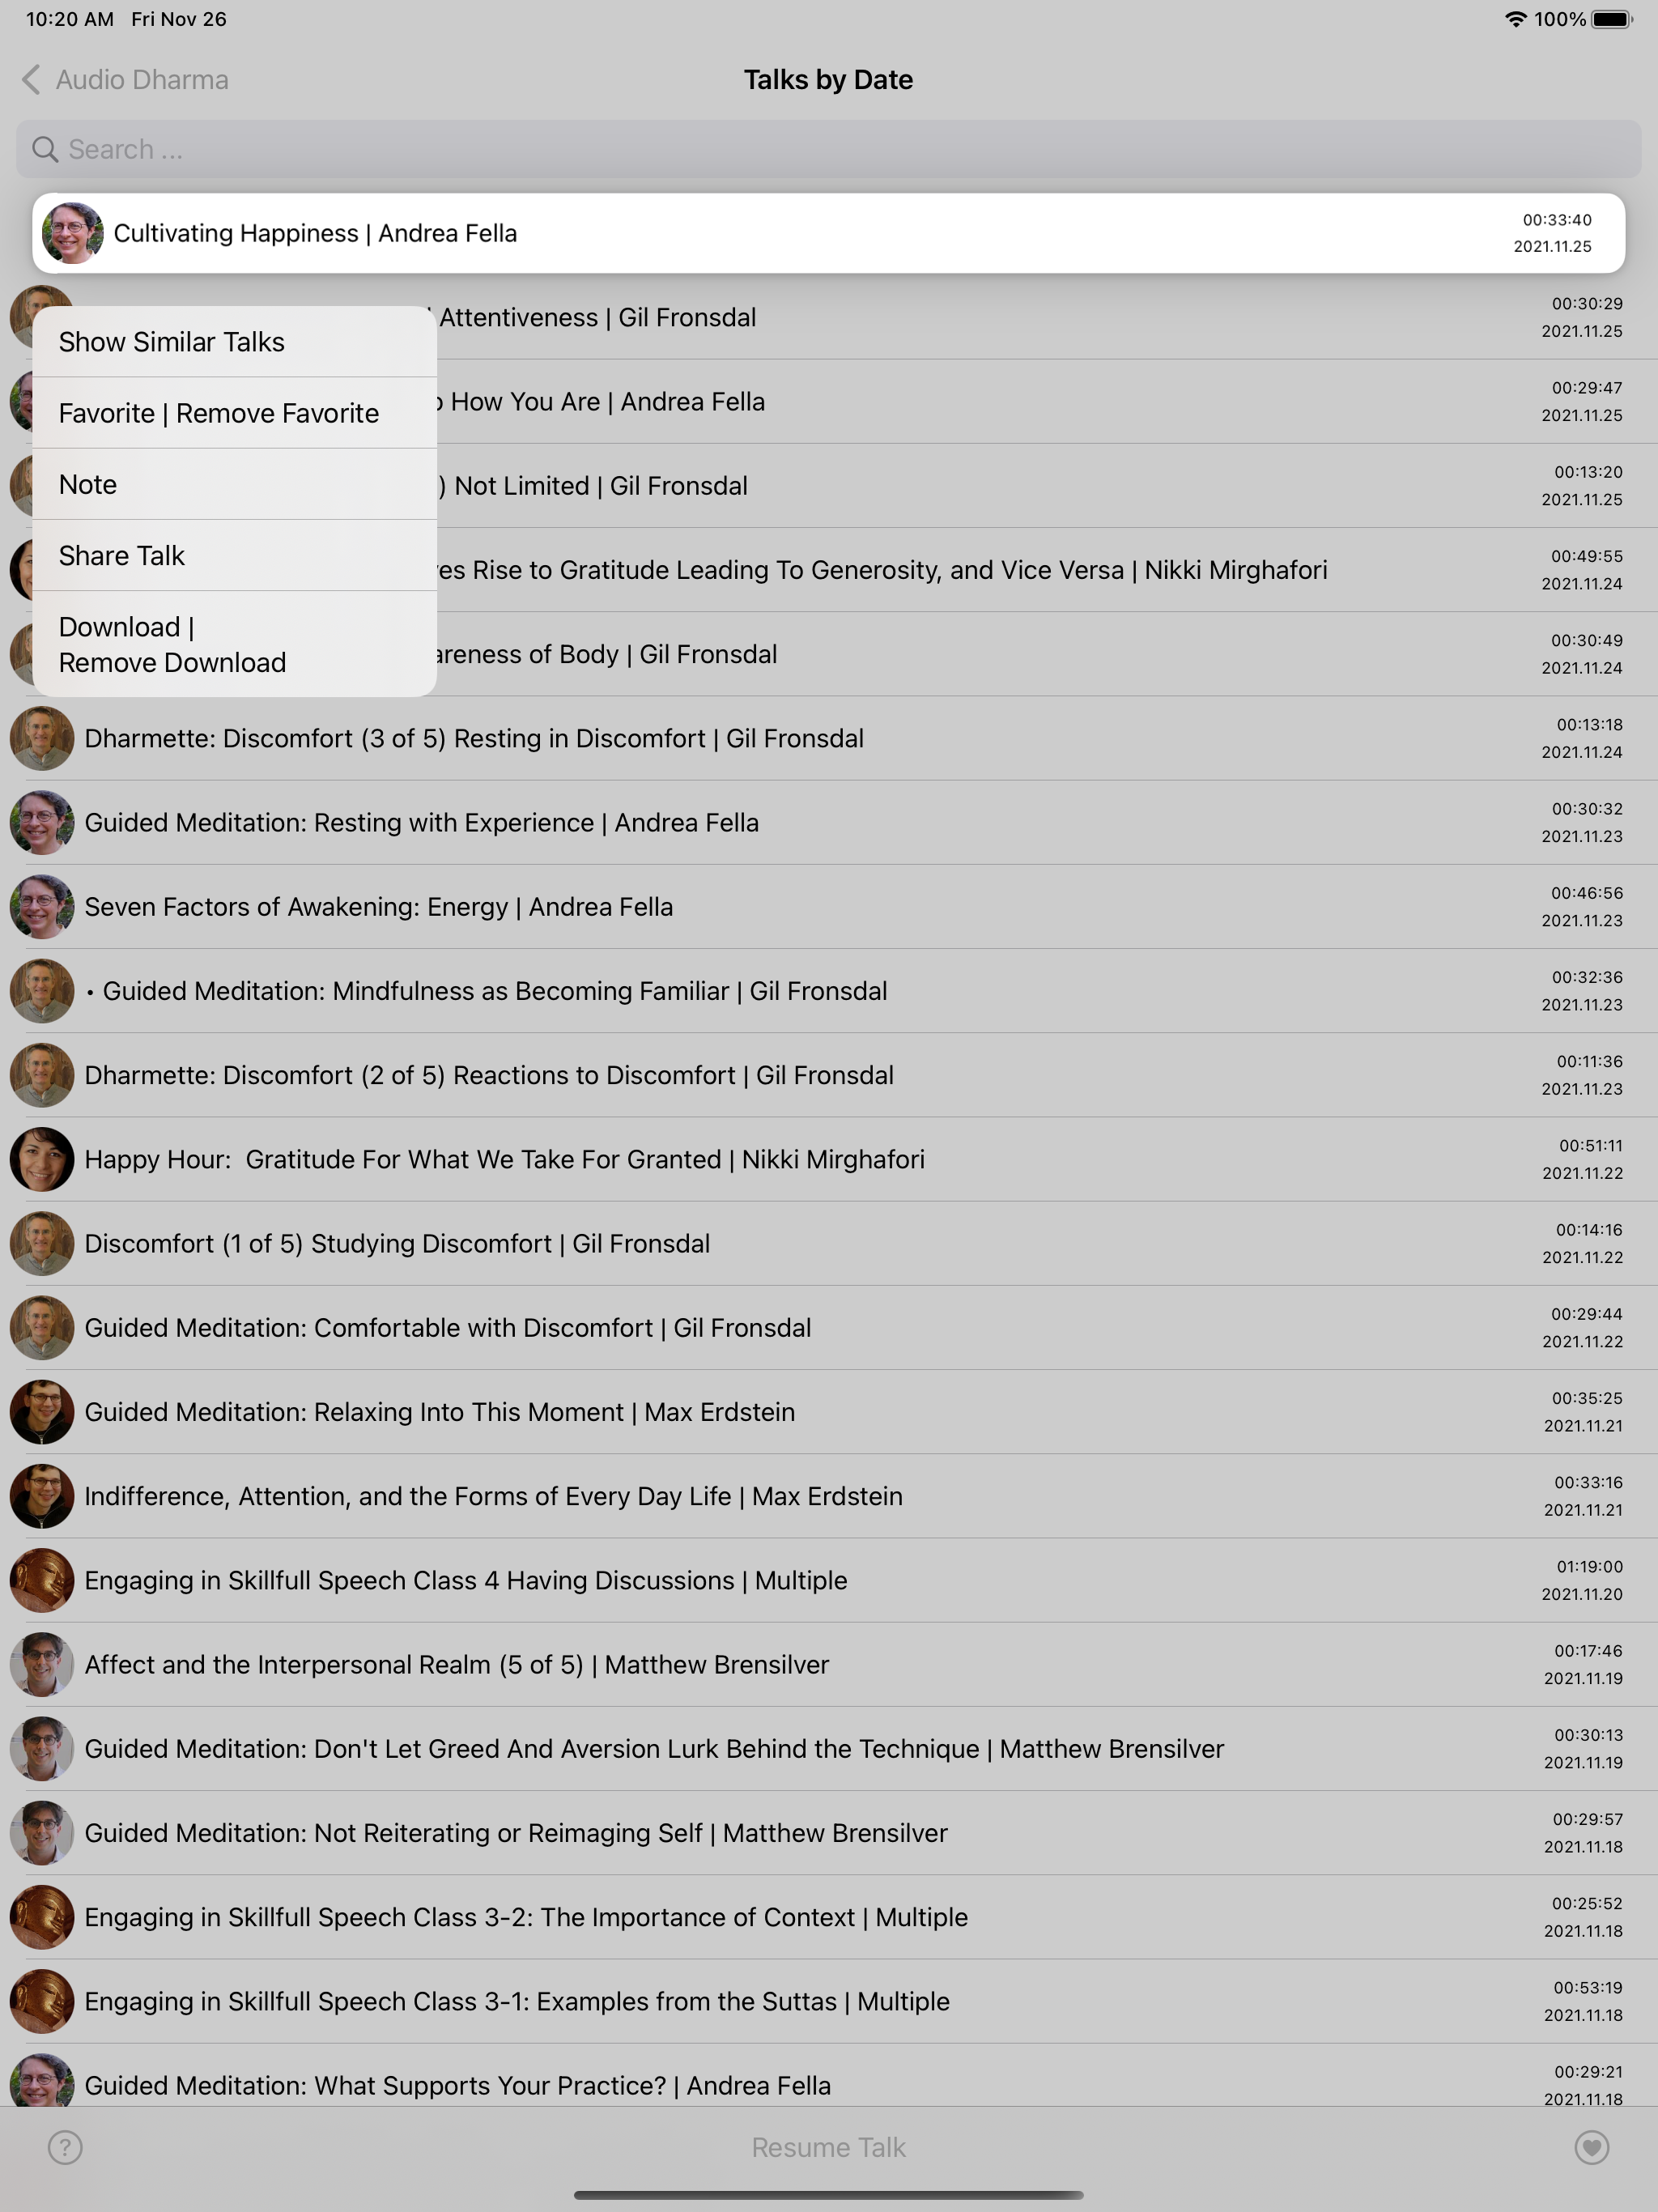 10:20 AM Fri Nov 26
100%
Audio Dharma
Talks by Date
Search ...
Cultivating Happiness | Andrea Fella
00:33:40
2021.11.25
Attentiveness | Gil Fronsdal
00:30:29
2021.11.25
How You Are | Andrea Fella
00:29:47
2021.11.25
) Not Limited | Gil Fronsdal
00:13:20
2021.11.25
Rise to Gratitude Leading To Generosity, and Vice Versa | Nikki Mirghafori
00:49:55
2021.11.24
of Body | Gil Fronsdal
00:30:49
2021.11.24
Show Similar Talks
Favorite | Remove Favorite
Note
Share Talk
Download |
Remove Download
Dharmette: Discomfort (3 of 5) Resting in Discomfort | Gil Fronsdal
00:13:18
2021.11.24
Guided Meditation: Resting with Experience | Andrea Fella
00:30:32
2021.11.23
Seven Factors of Awakening: Energy | Andrea Fella
00:46:56
2021.11.23
• Guided Meditation: Mindfulness as Becoming Familiar | Gil Fronsdal
00:32:36
2021.11.23
Dharmette: Discomfort (2 of 5) Reactions to Discomfort | Gil Fronsdal
00:11:36
2021.11.23
Happy Hour:  Gratitude For What We Take For Granted | Nikki Mirghafori
00:51:11
2021.11.22
Discomfort (1 of 5) Studying Discomfort | Gil Fronsdal
00:14:16
2021.11.22
Guided Meditation: Comfortable with Discomfort | Gil Fronsdal
00:29:44
2021.11.22
Guided Meditation: Relaxing Into This Moment | Max Erdstein
00:35:25
2021.11.21
Indifference, Attention, and the Forms of Every Day Life | Max Erdstein
00:33:16
2021.11.21
Engaging in Skillfull Speech Class 4 Having Discussions | Multiple
01:19:00
2021.11.20
Affect and the Interpersonal Realm (5 of 5) | Matthew Brensilver
00:17:46
2021.11.19
Guided Meditation: Don't Let Greed And Aversion Lurk Behind the Technique | Matthew Brensilver
00:30:13
2021.11.19
Guided Meditation: Not Reiterating or Reimaging Self | Matthew Brensilver
00:29:57
2021.11.18
Engaging in Skillfull Speech Class 3-2: The Importance of Context | Multiple
00:25:52
2021.11.18
Engaging in Skillfull Speech Class 3-1: Examples from the Suttas | Multiple
00:53:19
2021.11.18
Guided Meditation: What Supports Your Practice? | Andrea Fella
00:29:21
2021.11.18
?
Resume Talk